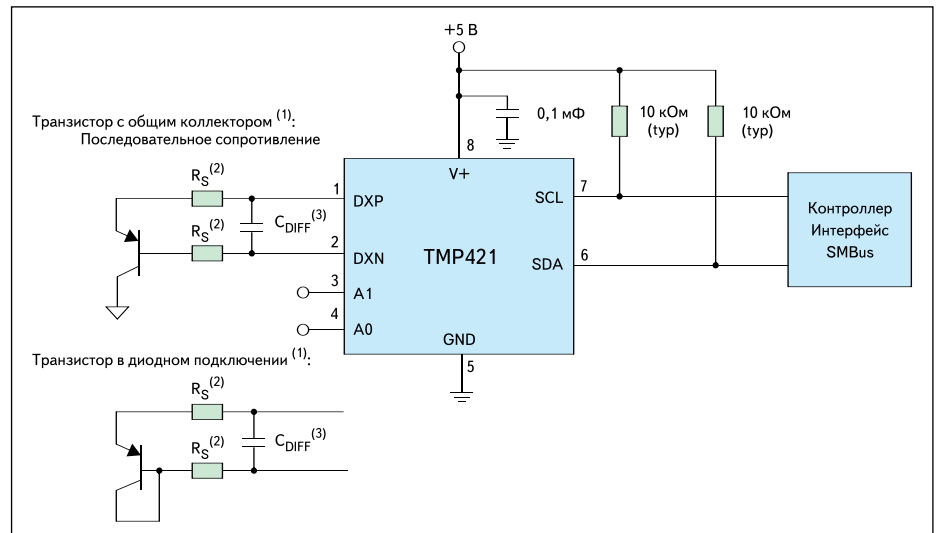 +5 В
0,1 мФ
10 кОм
(typ)
10 кОм
(typ)
Транзистор с общим коллектором (1):
Последовательное сопротивление
8
V+
RS(2)
1
DXP
SCL
7
CDIFF(3)
RS(2)
2
DXN
TMP421
SDA
6
Контроллер
Интерфейс
SMBus
3
A1
4
A0
GND
5
Транзистор в диодном подключении (1):
RS(2)
CDIFF(3)
RS(2)